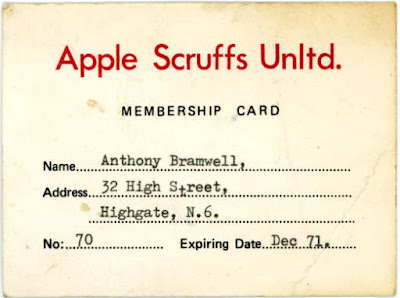 Apple Scruffs Unltd.
MEMBERSHIP CARD
Name Anthony Bramwell,
Address 32 High Street,
Highgate, N.6.
No: 70 Expiring Date Dec 71.